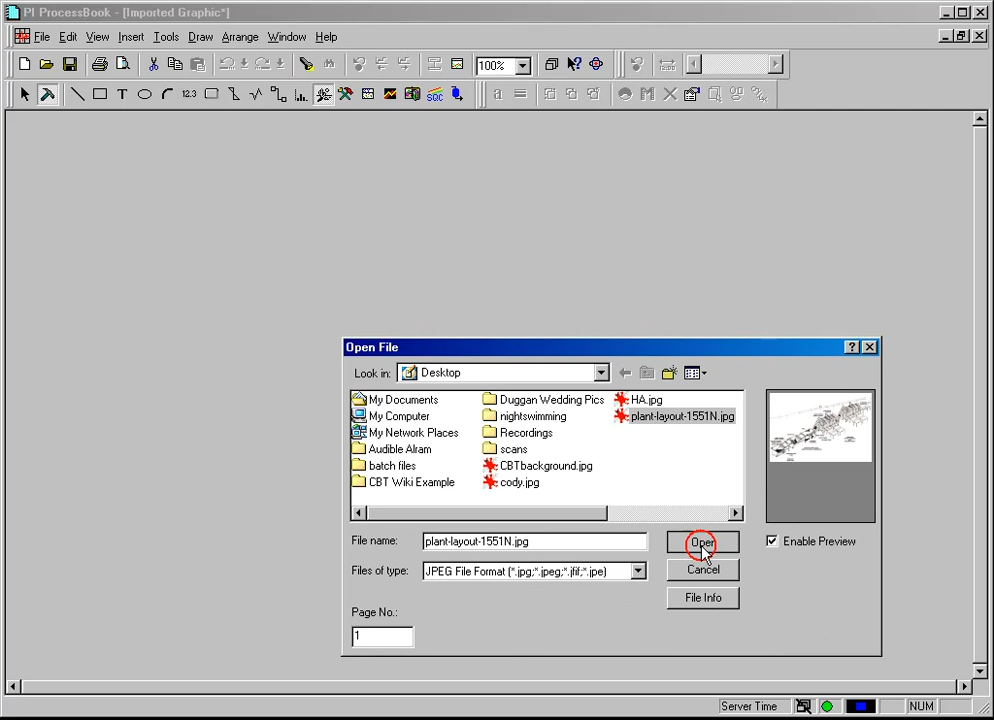 PI ProcessBook - [Imported Graphic*]
File Edit View Insert Tools Draw Arrange Window Help
100%
T 12.3 SQC
a
Open File
Look in: Desktop
My Documents Duggan Wedding Pics HA.jpg
My Computer nightswimming plant-layout-1551N.jpg
My Network Places Recordings
Audible Alram scans
batch files CBTbackground.jpg
CBT Wiki Example cody.jpg
File name: plant-layout-1551N.jpg Open Enable Preview
Files of type: JPEG File Format (*.jpg;*.jpeg;*.jfif;*.jpe) Cancel
File Info
Page No.:
1
Server Time NUM